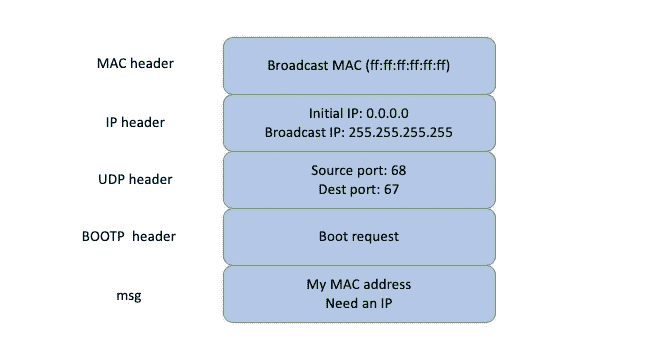 MAC header
Broadcast MAC (ff:ff:ff:ff:ff:ff)
IP header
Initial IP: 0.0.0.0
Broadcast IP: 255.255.255.255
UDP header
Source port: 68
Dest port: 67
BOOTP header
Boot request
msg
My MAC address
Need an IP